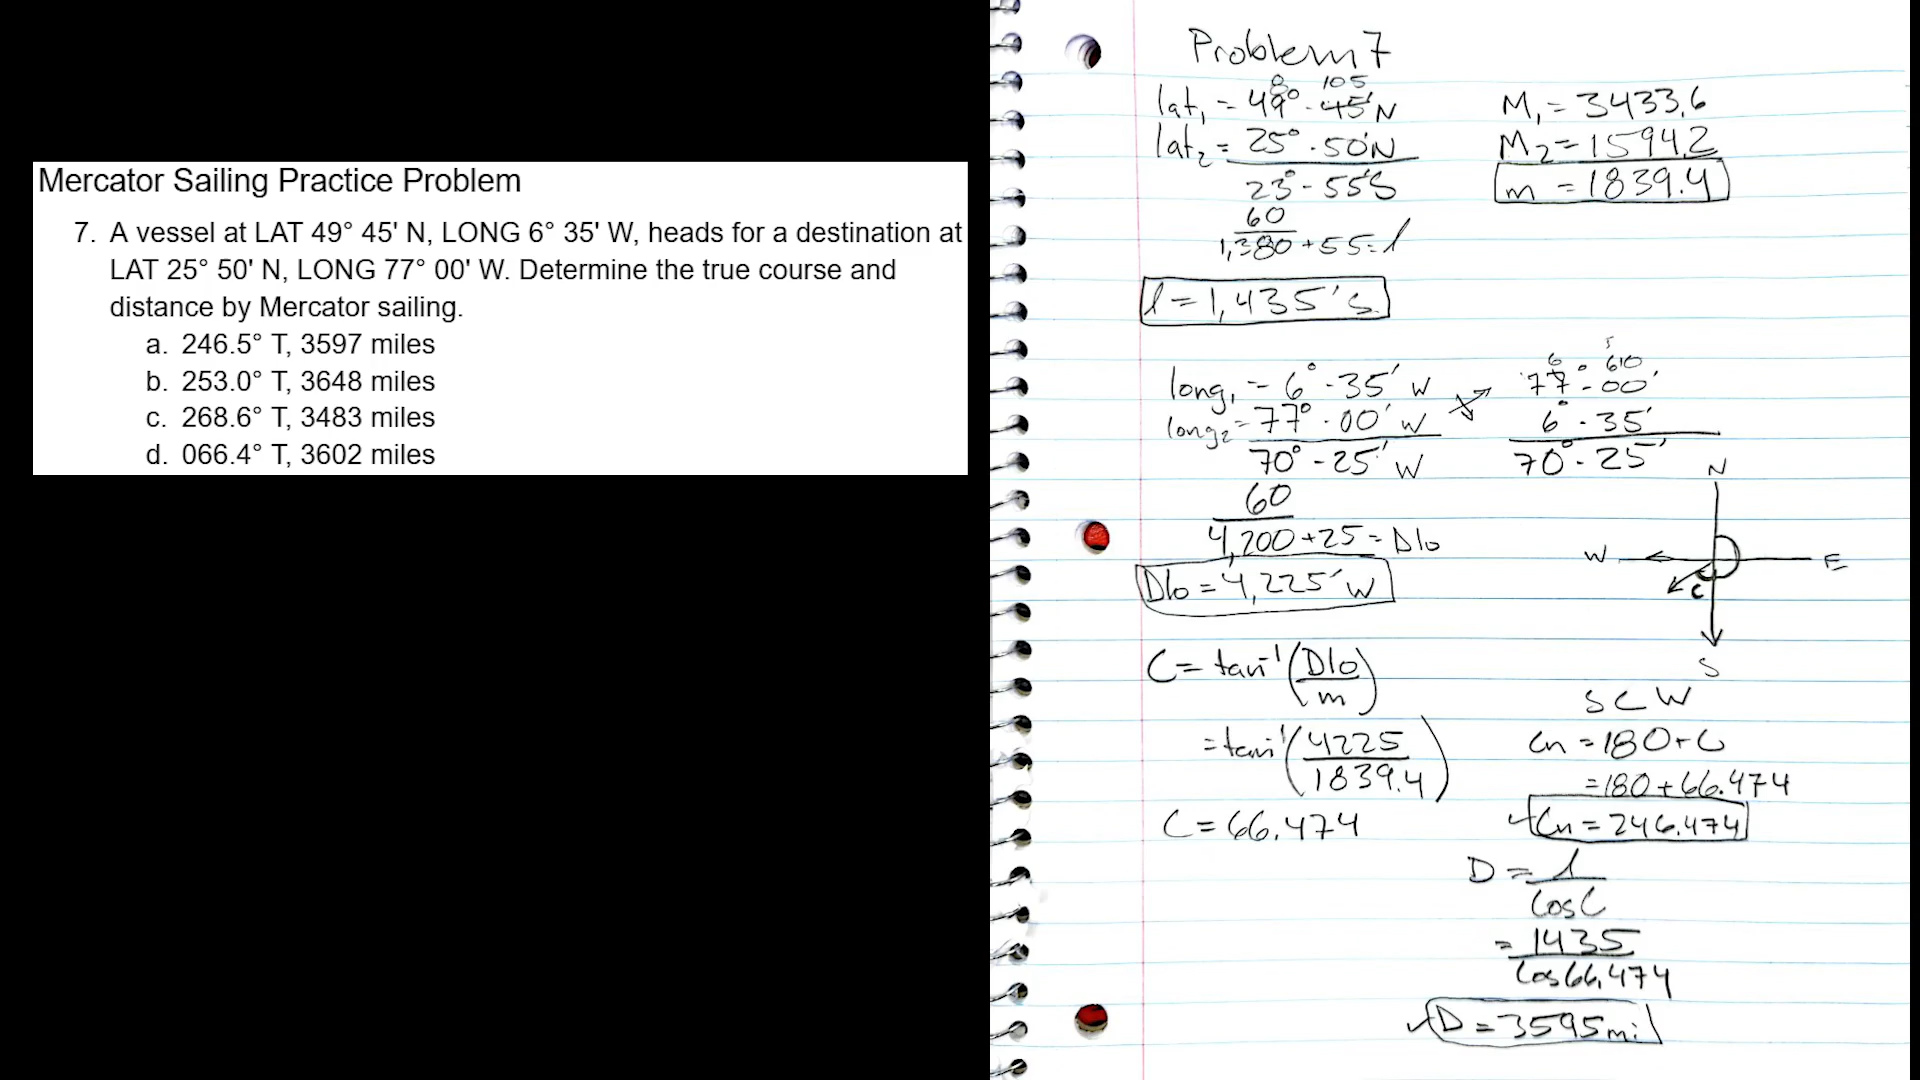 Mercator Sailing Practice Problem
7. A vessel at LAT 49° 45' N, LONG 6° 35' W, heads for a destination at
LAT 25° 50' N, LONG 77° 00' W. Determine the true course and
distance by Mercator sailing.
a. 246.5° T, 3597 miles
b. 253.0° T, 3648 miles
c. 268.6° T, 3483 miles
d. 066.4° T, 3602 miles
Problem 7
8 105
lat₁ = 49° - 45' N
lat₂ = 25° - 50' N
23° - 55' S
60
1,380 + 55 = l
l = 1,435' S
M₁ = 3433.6
M₂ = 1594.2
m = 1839.4
long₁ = 6° - 35' W
long₂ = 77° - 00' W
70° - 25' W
60
4,200 + 25 = Dlo
Dlo = 4,225' W
6 5 60
77° - 00'
6° - 35'
70° - 25'
N
W E
C
S
C = tan⁻¹(Dlo/m)
= tan⁻¹(4225/1839.4)
C = 66.474
S C W
Cn = 180 + C
= 180 + 66.474
✓ Cn = 246.474
D = l
cos C
= 1435
cos 66.474
✓ D = 3595 mi